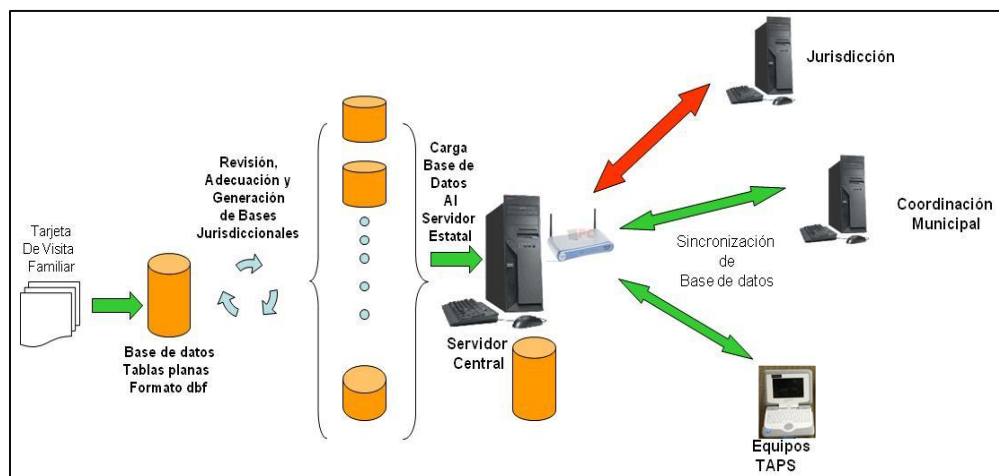 Tarjeta
De Visita
Familiar
Base de datos
Tablas planas
Formato dbf
Revisión,
Adecuación y
Generación
de Bases
Jurisdiccionales
Carga
Base de
Datos
Al
Servidor
Estatal
Servidor
Central
Sincronización
de
Base de datos
Jurisdicción
Coordinación
Municipal
Equipos
TAPS